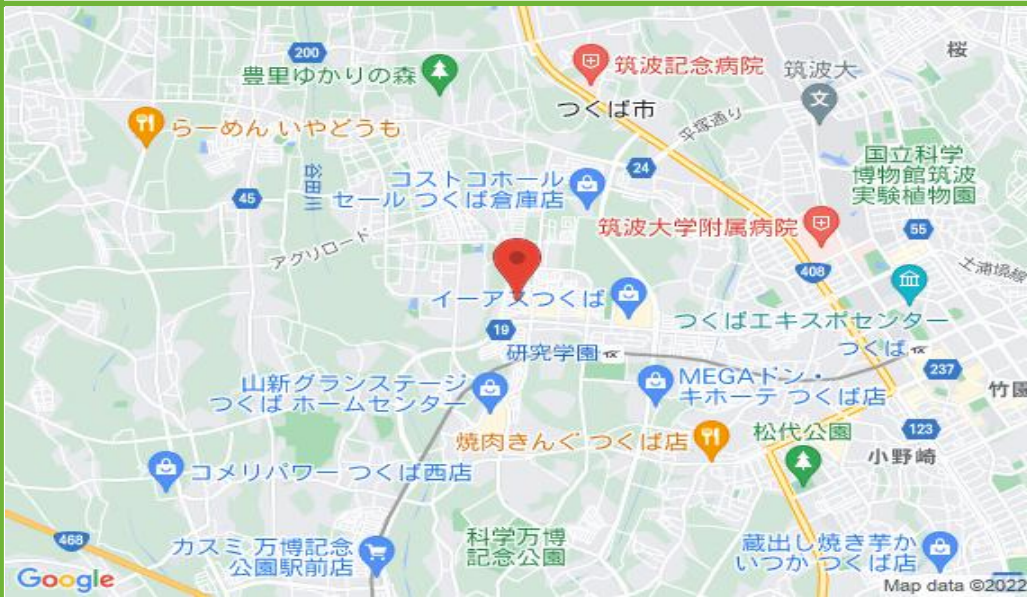 200
豊里ゆかりの森
筑波記念病院
筑波大
桜
つくば市
らーめん いやどうも
平塚通り
国立科学
博物館筑波
実験植物園
谷田川
コストコホール
セール つくば倉庫店
24
45
筑波大学附属病院
55
アグリロード
408
土浦境線
イーアスつくば
つくばエキスポセンター
19
研究学園
つくば
237
山新グランステージ
つくば ホームセンター
MEGAドン・
キホーテ つくば店
竹園
焼肉きんぐ つくば店
松代公園
123
小野崎
コメリパワー つくば西店
468
カスミ 万博記念
公園駅前店
科学万博
記念公園
蔵出し焼き芋か
いつか つくば店
Google
Map data ©2022